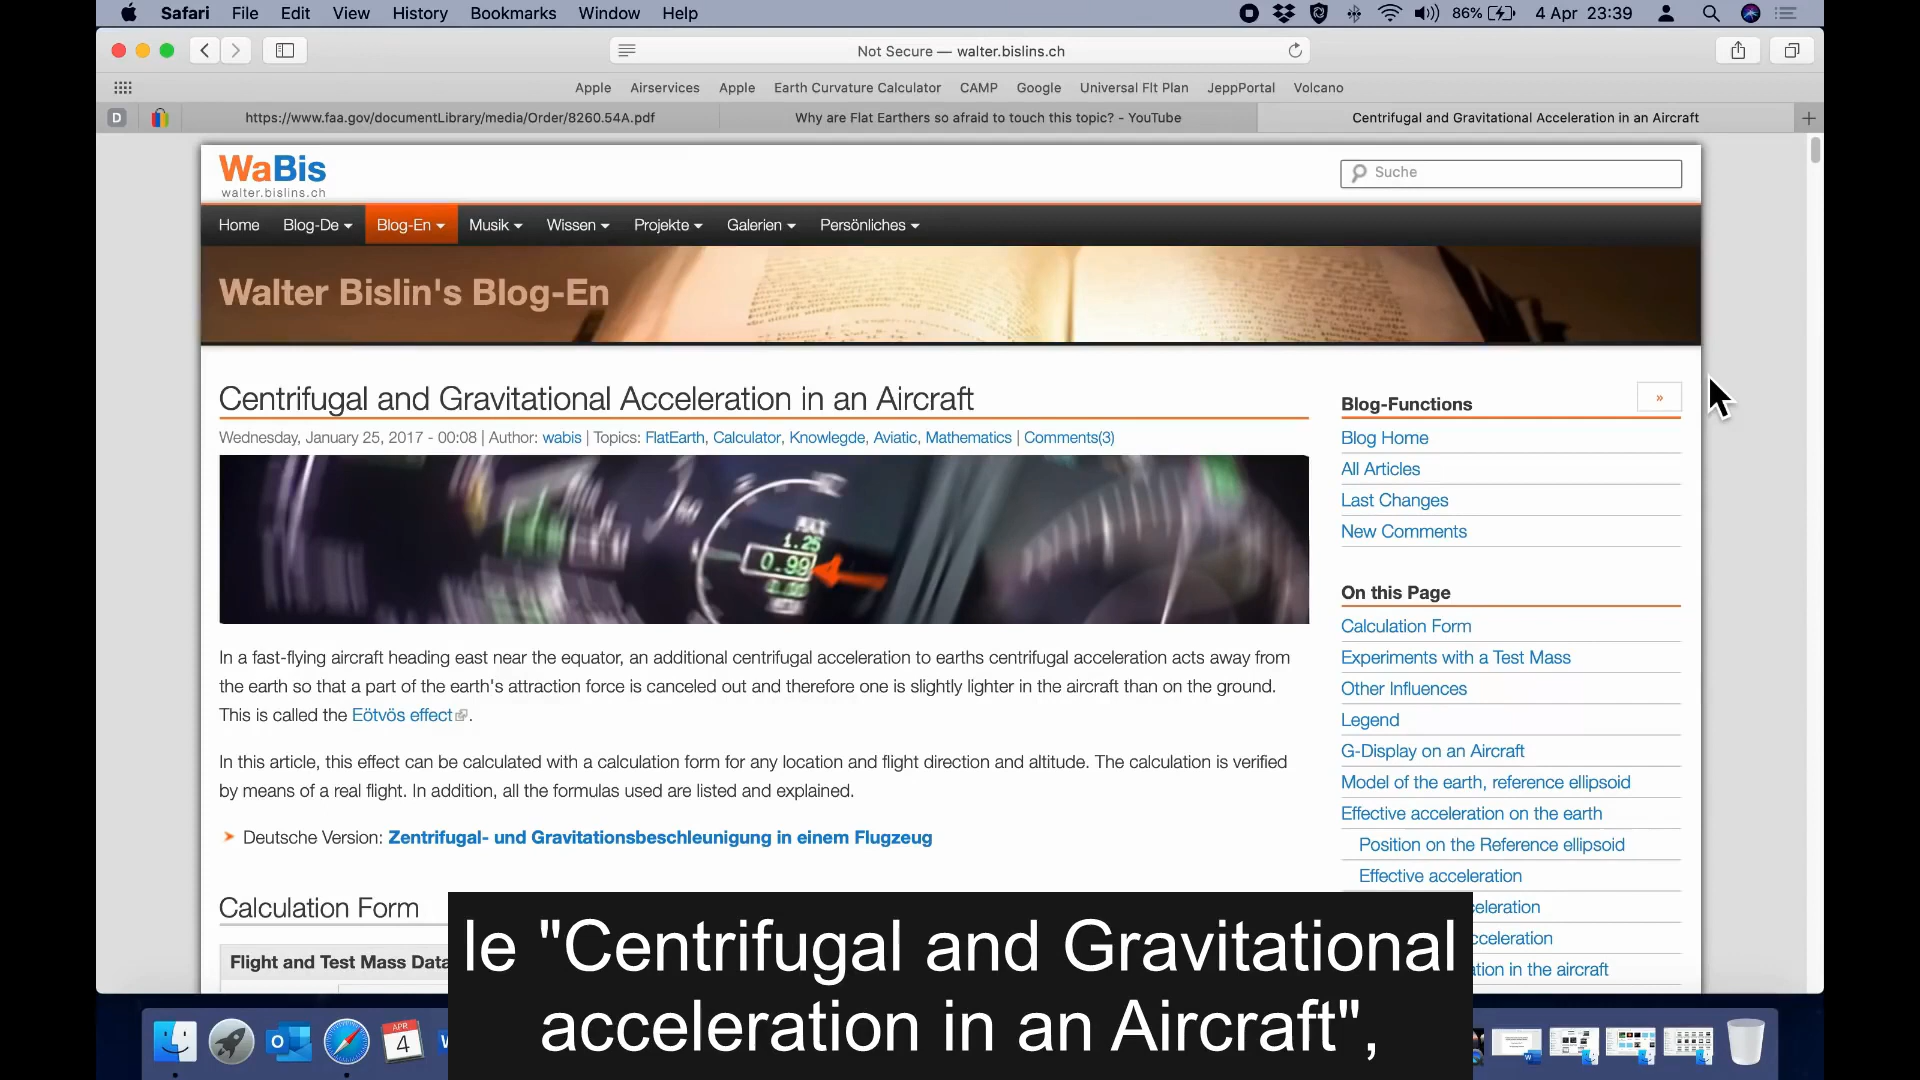 Safari File Edit View History Bookmarks Window Help 86% 4 Apr 23:39
Not Secure — walter.bislins.ch
Apple Airservices Apple Earth Curvature Calculator CAMP Google Universal Flt Plan JeppPortal Volcano
D https://www.faa.gov/documentLibrary/media/Order/8260.54A.pdf Why are Flat Earthers so afraid to touch this topic? - YouTube Centrifugal and Gravitational Acceleration in an Aircraft
WaBis
walter.bislins.ch
Suche
Home Blog-De Blog-En Musik Wissen Projekte Galerien Persönliches
Walter Bislin's Blog-En
Centrifugal and Gravitational Acceleration in an Aircraft
Wednesday, January 25, 2017 - 00:08 | Author: wabis | Topics: FlatEarth, Calculator, Knowlegde, Aviatic, Mathematics | Comments(3)
MAX
1.25
0.99
In a fast-flying aircraft heading east near the equator, an additional centrifugal acceleration to earths centrifugal acceleration acts away from
the earth so that a part of the earth's attraction force is canceled out and therefore one is slightly lighter in the aircraft than on the ground.
This is called the Eötvös effect.
In this article, this effect can be calculated with a calculation form for any location and flight direction and altitude. The calculation is verified
by means of a real flight. In addition, all the formulas used are listed and explained.
Deutsche Version: Zentrifugal- und Gravitationsbeschleunigung in einem Flugzeug
Calculation Form
Flight and Test Mass Data
Blog-Functions
»
Blog Home
All Articles
Last Changes
New Comments
On this Page
Calculation Form
Experiments with a Test Mass
Other Influences
Legend
G-Display on an Aircraft
Model of the earth, reference ellipsoid
Effective acceleration on the earth
Position on the Reference ellipsoid
Effective acceleration
celeration
cceleration
tion in the aircraft
le "Centrifugal and Gravitational
acceleration in an Aircraft",
APR
4